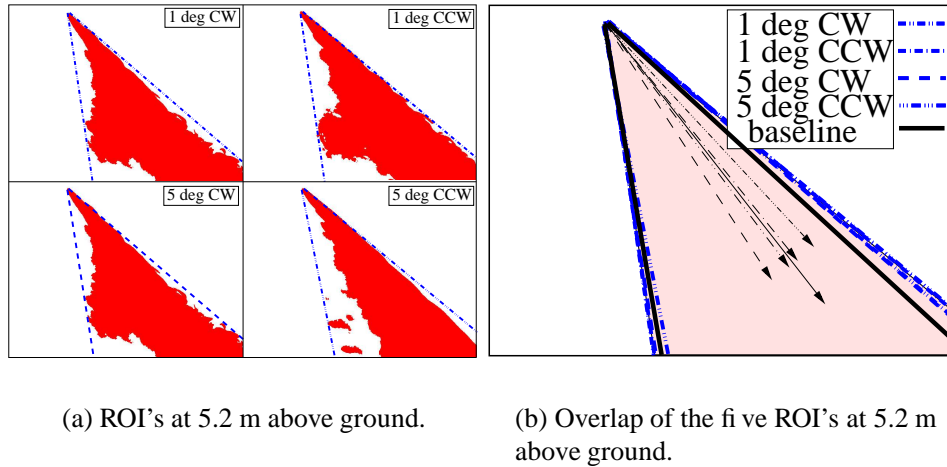 1 deg CW
1 deg CCW
5 deg CW
5 deg CCW
1 deg CW
1 deg CCW
5 deg CW
5 deg CCW
baseline
(a) ROI's at 5.2 m above ground.
(b) Overlap of the fi ve ROI's at 5.2 m
above ground.